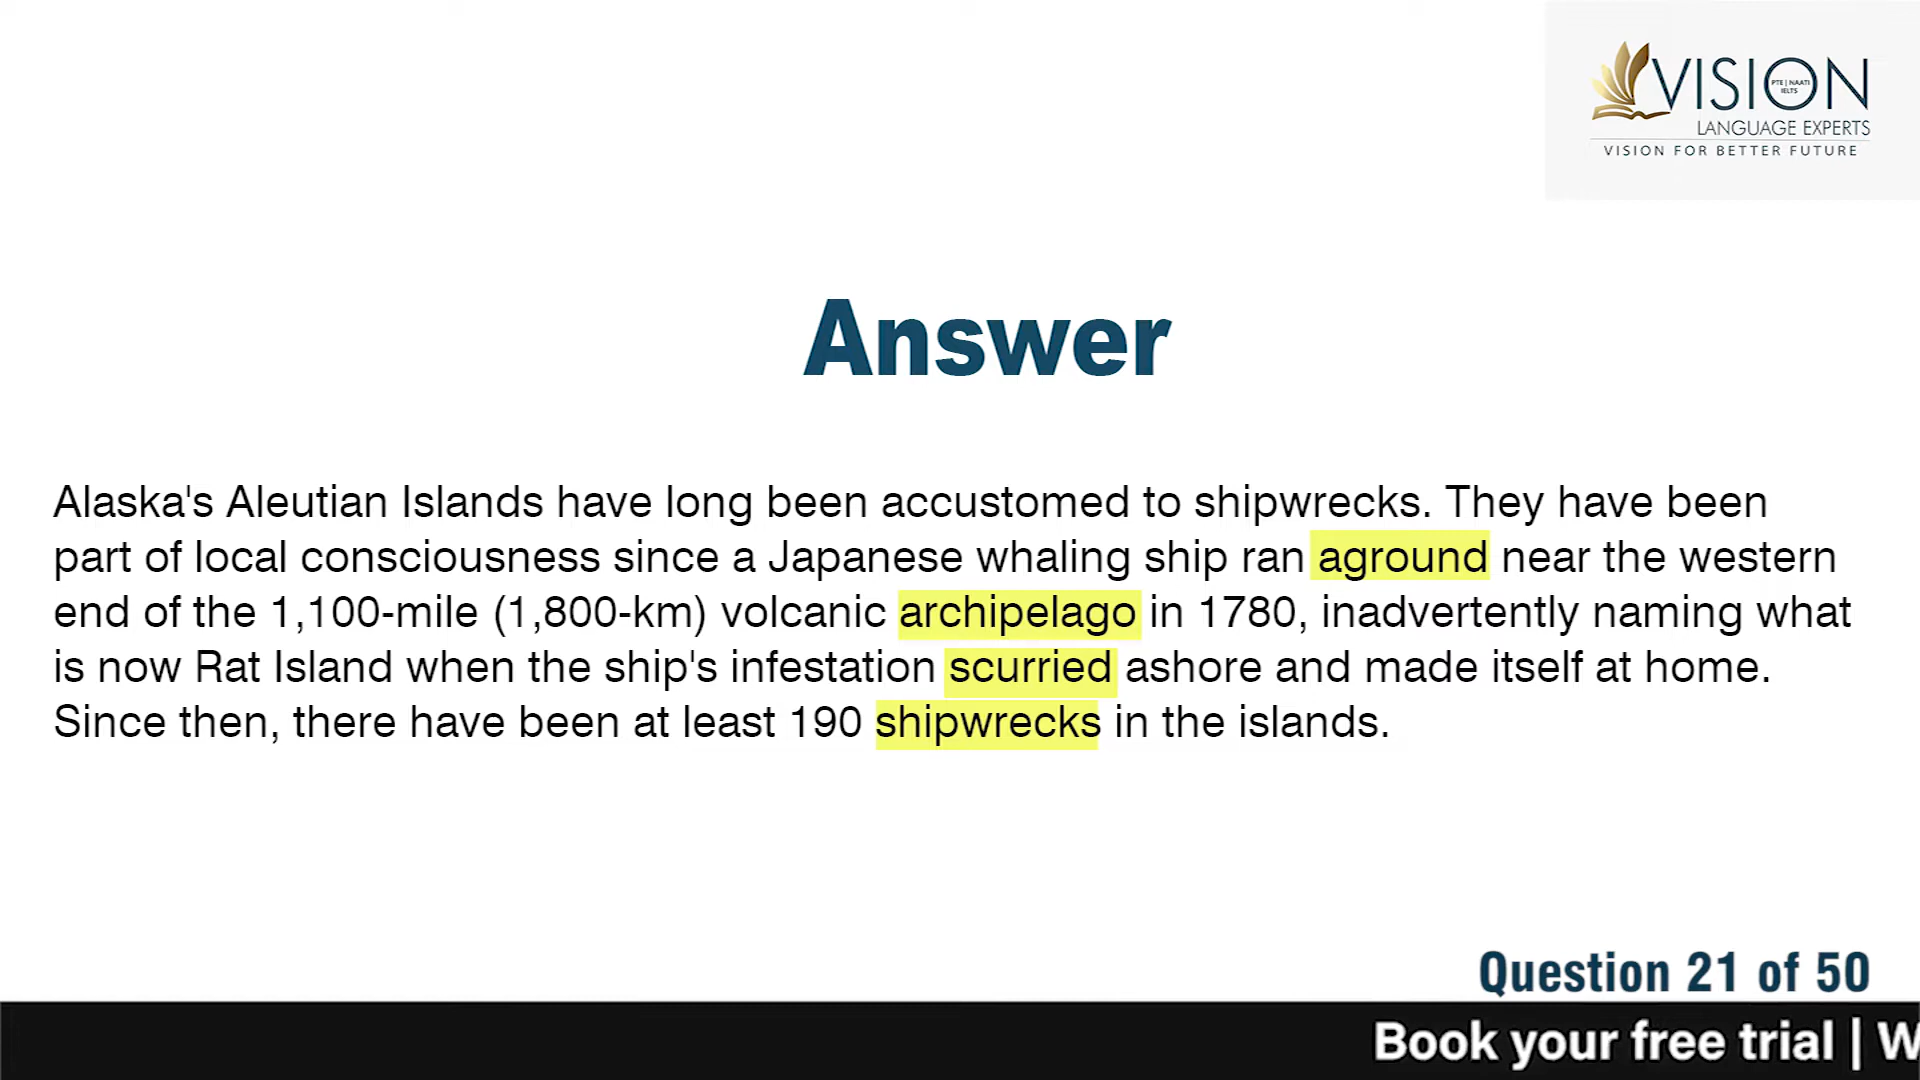 VISION
PTE | NAATI
IELTS
LANGUAGE EXPERTS
VISION FOR BETTER FUTURE
Answer
Alaska's Aleutian Islands have long been accustomed to shipwrecks. They have been
part of local consciousness since a Japanese whaling ship ran aground near the western
end of the 1,100-mile (1,800-km) volcanic archipelago in 1780, inadvertently naming what
is now Rat Island when the ship's infestation scurried ashore and made itself at home.
Since then, there have been at least 190 shipwrecks in the islands.
Question 21 of 50
Book your free trial | W